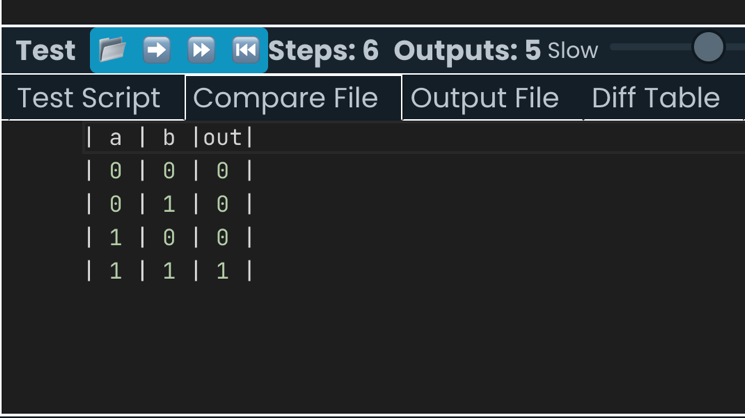 Test Steps: 6 Outputs: 5 Slow
Test Script Compare File Output File Diff Table
| a | b |out|
| 0 | 0 | 0 |
| 0 | 1 | 0 |
| 1 | 0 | 0 |
| 1 | 1 | 1 |